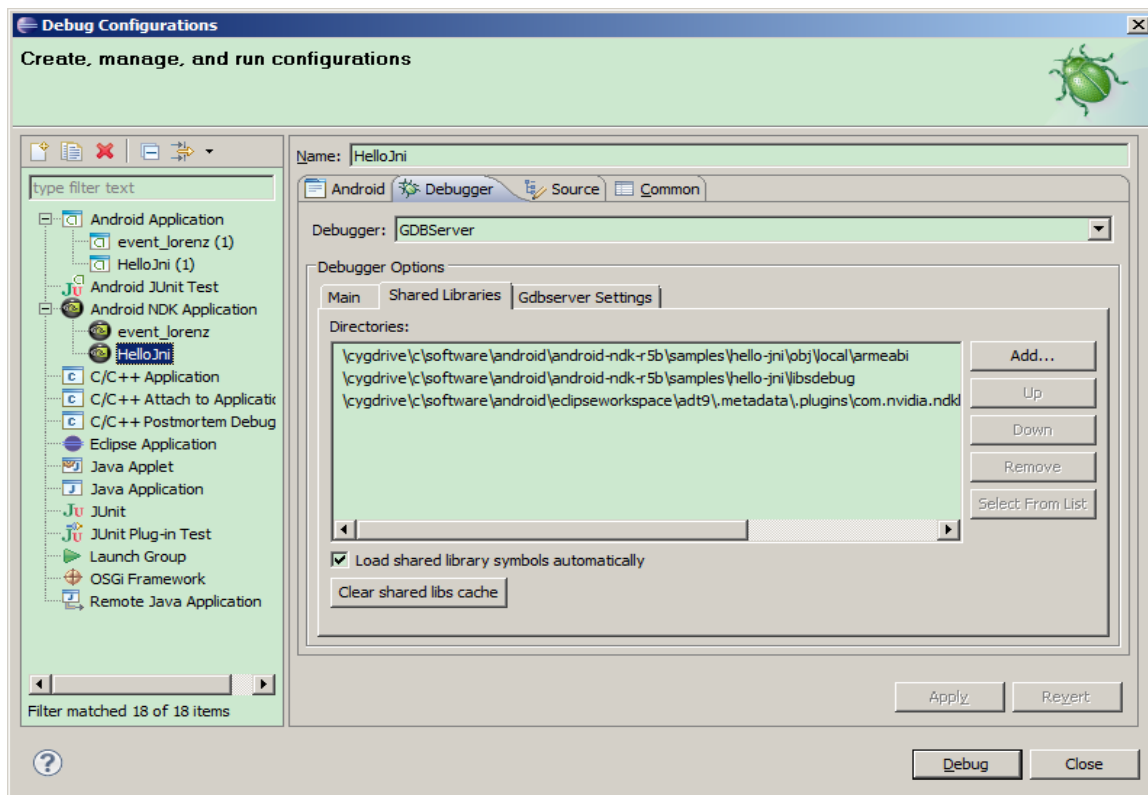 Debug Configurations
Create, manage, and run configurations
type filter text
Android Application
event_lorenz (1)
HelloJni (1)
Android JUnit Test
Android NDK Application
event_lorenz
HelloJni
C/C++ Application
C/C++ Attach to Applicatic
C/C++ Postmortem Debug
Eclipse Application
Java Applet
Java Application
JUnit
JUnit Plug-in Test
Launch Group
OSGi Framework
Remote Java Application
Filter matched 18 of 18 items
Name: HelloJni
Android Debugger Source Common
Debugger: GDBServer
Debugger Options
Main Shared Libraries Gdbserver Settings
Directories:
\cygdrive\c\software\android\android-ndk-r5b\samples\hello-jni\obj\local\armeabi
\cygdrive\c\software\android\android-ndk-r5b\samples\hello-jni\libsdebug
\cygdrive\c\software\android\eclipseworkspace\adt9\.metadata\.plugins\com.nvidia.ndkl
Add...
Up
Down
Remove
Select From List
Load shared library symbols automatically
Clear shared libs cache
Apply Revert
Debug Close